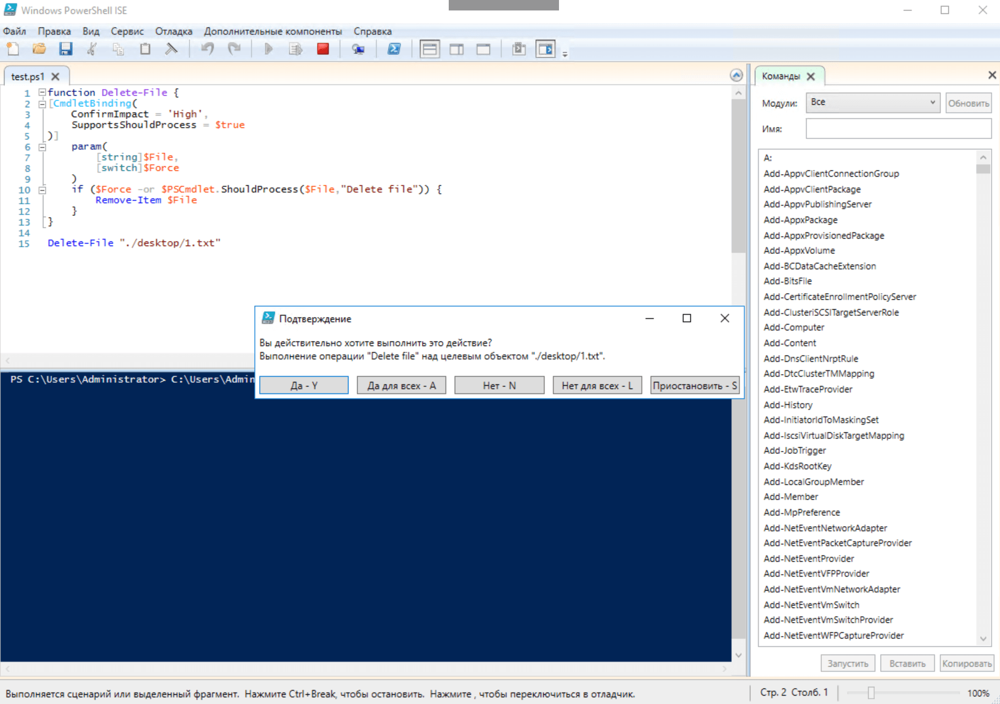 Windows PowerShell ISE
Файл Правка Вид Сервис Отладка Дополнительные компоненты Справка
test.ps1
1 function Delete-File {
2 [CmdletBinding(
3 ConfirmImpact = 'High',
4 SupportsShouldProcess = $true
5 )]
6 param(
7 [string]$File,
8 [switch]$Force
9 )
10 if ($Force -or $PSCmdlet.ShouldProcess($File,"Delete file")) {
11 Remove-Item $File
12 }
13 }
14
15 Delete-File "./desktop/1.txt"
Подтверждение
Вы действительно хотите выполнить это действие?
Выполнение операции "Delete file" над целевым объектом "./desktop/1.txt".
Да - Y Да для всех - A Нет - N Нет для всех - L Приостановить - S
PS C:\Users\Administrator> C:\Users\Admin
Команды
Модули: Все Обновить
Имя:
A:
Add-AppvClientConnectionGroup
Add-AppvClientPackage
Add-AppvPublishingServer
Add-AppxPackage
Add-AppxProvisionedPackage
Add-AppxVolume
Add-BCDataCacheExtension
Add-BitsFile
Add-CertificateEnrollmentPolicyServer
Add-ClusteriSCSITargetServerRole
Add-Computer
Add-Content
Add-DnsClientNrptRule
Add-DtcClusterTMMapping
Add-EtwTraceProvider
Add-History
Add-InitiatorIdToMaskingSet
Add-IscsiVirtualDiskTargetMapping
Add-JobTrigger
Add-KdsRootKey
Add-LocalGroupMember
Add-Member
Add-MpPreference
Add-NetEventNetworkAdapter
Add-NetEventPacketCaptureProvider
Add-NetEventProvider
Add-NetEventVFPProvider
Add-NetEventVmNetworkAdapter
Add-NetEventVmSwitch
Add-NetEventVmSwitchProvider
Add-NetEventWFPCaptureProvider
Запустить Вставить Копировать
Выполняется сценарий или выделенный фрагмент. Нажмите Ctrl+Break, чтобы остановить. Нажмите , чтобы переключиться в отладчик.
Стр. 2 Столб. 1 100%